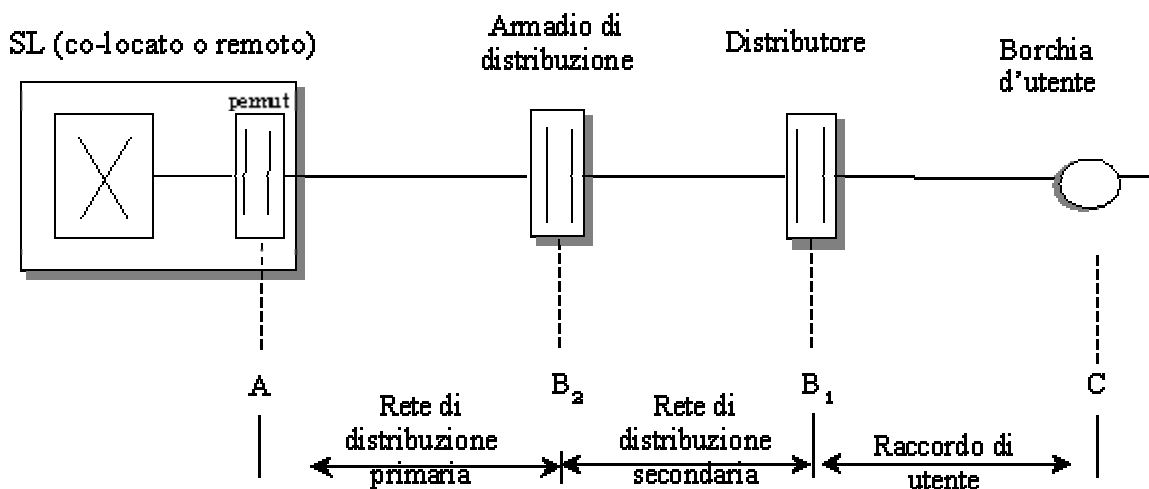 SL (co-locato o remoto)
permut
Armadio di
distribuzione
Distributore
Borchia
d'utente
A
B2
B1
C
Rete di
distribuzione
primaria
Rete di
distribuzione
secondaria
Raccordo di
utente